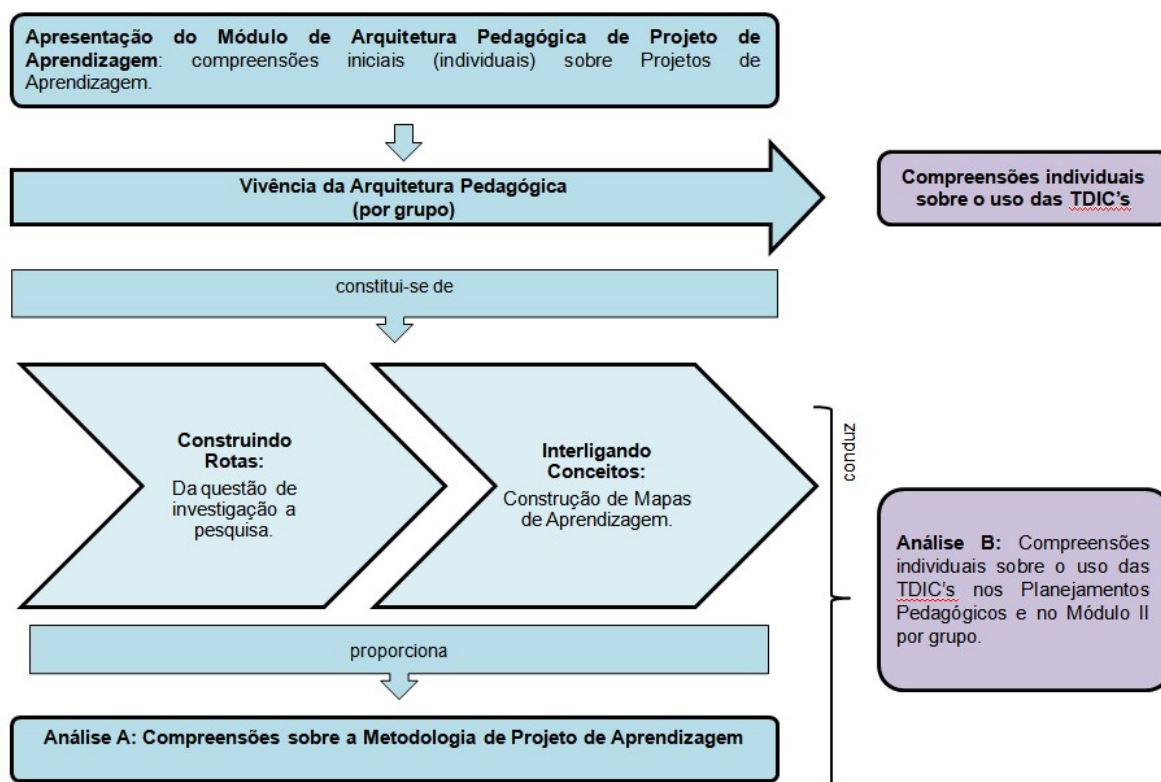 Apresentação do Módulo de Arquitetura Pedagógica de Projeto de
Aprendizagem: compreensões iniciais (individuais) sobre Projetos de
Aprendizagem.
Vivência da Arquitetura Pedagógica
(por grupo)
Compreensões individuais
sobre o uso das TDIC's
constitui-se de
Construindo
Rotas:
Da questão de
investigação a
pesquisa.
Interligando
Conceitos:
Construção de Mapas
de Aprendizagem.
conduz
Análise B: Compreensões
individuais sobre o uso das
TDIC's nos Planejamentos
Pedagógicos e no Módulo II
por grupo.
proporciona
Análise A: Compreensões sobre a Metodologia de Projeto de Aprendizagem